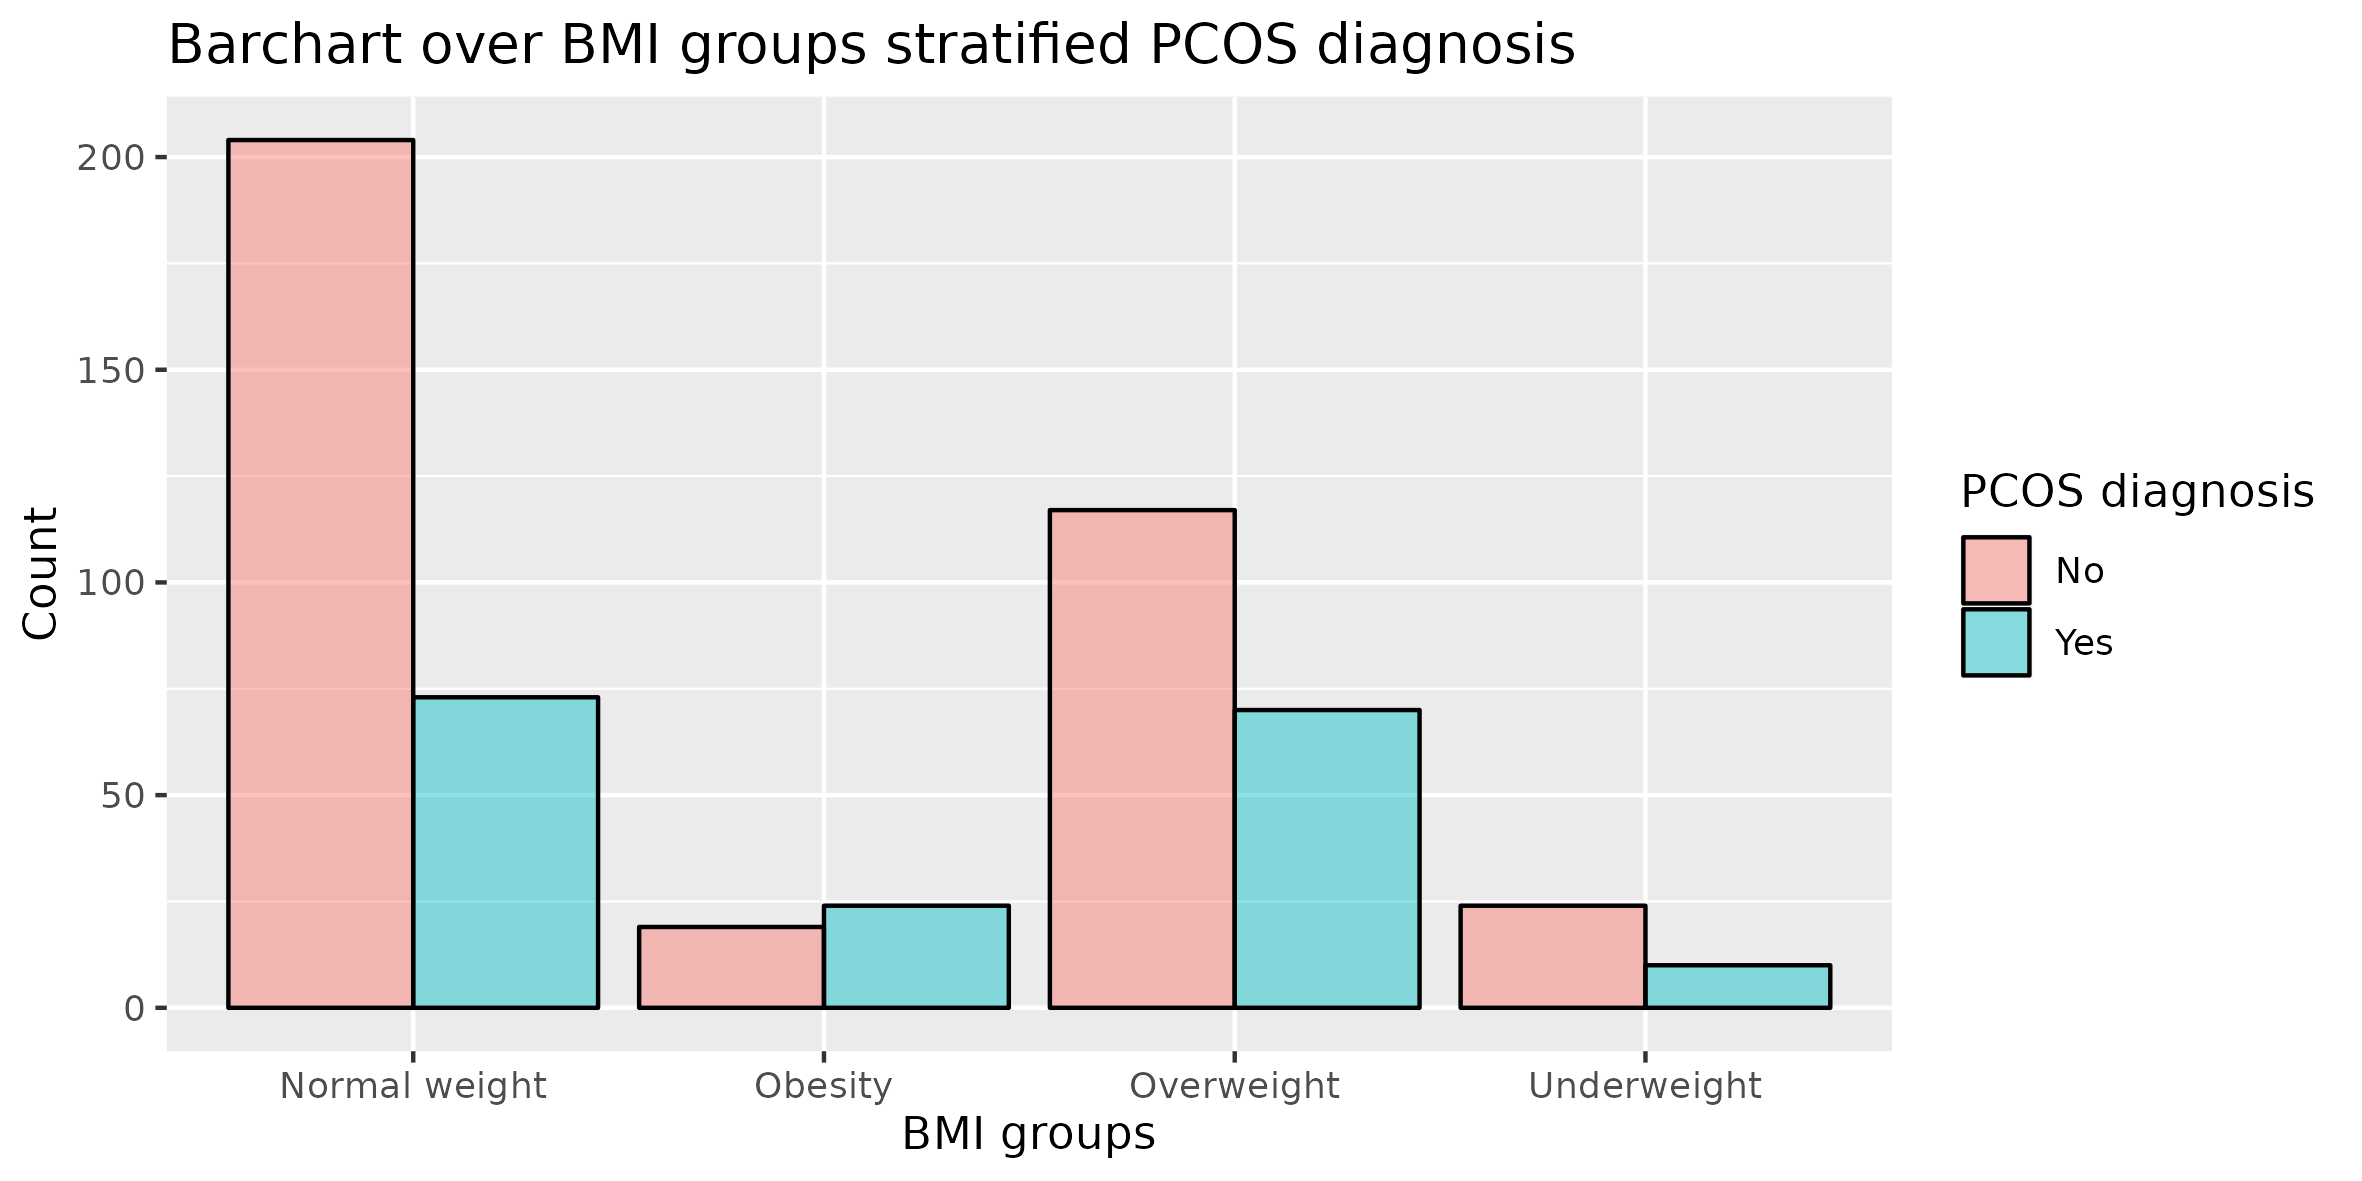 Barchart over BMI groups stratified PCOS diagnosis
Count
200
150
100
50
0
Normal weight
Obesity
Overweight
Underweight
BMI groups
PCOS diagnosis
No
Yes